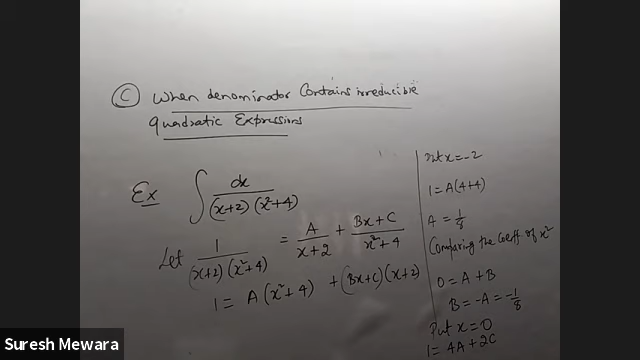 C When denominator Contains irreducible
Quadratic Expressions
Ex ∫ dx / (x+2)(x²+4)
Let 1 / (x+2)(x²+4) = A / x+2 + Bx+C / x²+4
1 = A(x²+4) + (Bx+C)(x+2)
Put x=-2
1 = A(4+4)
A = 1/8
Comparing the Coeff of x²
0 = A+B
B = -A = -1/8
Put x=0
1 = 4A+2C
Suresh Mewara